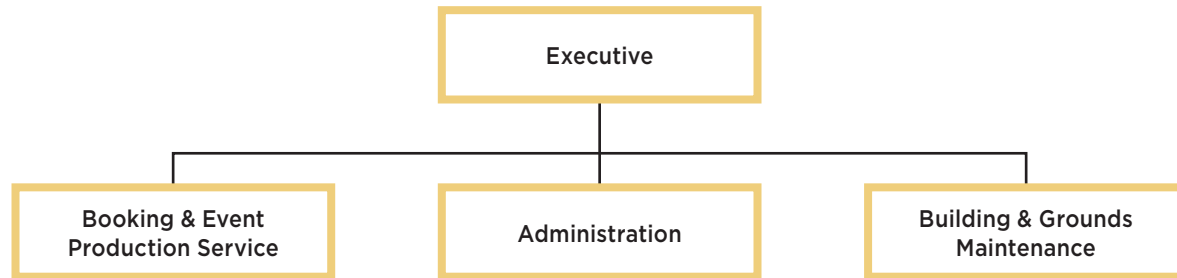 Executive
Booking & Event
Production Service
Administration
Building & Grounds
Maintenance